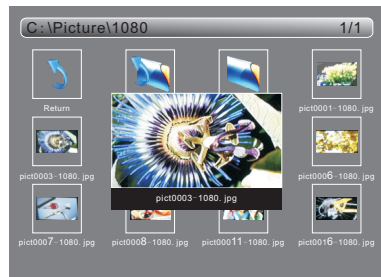 C:\Picture\1080 1/1
Return pict0001-1080. jpg
pict0003-1080. jpg pict0006-1080. jpg
pict0003-1080. jpg
pict0007-1080. jpg pict0008-1080. jpg pict00011-1080. jpg pict0016-1080. jpg